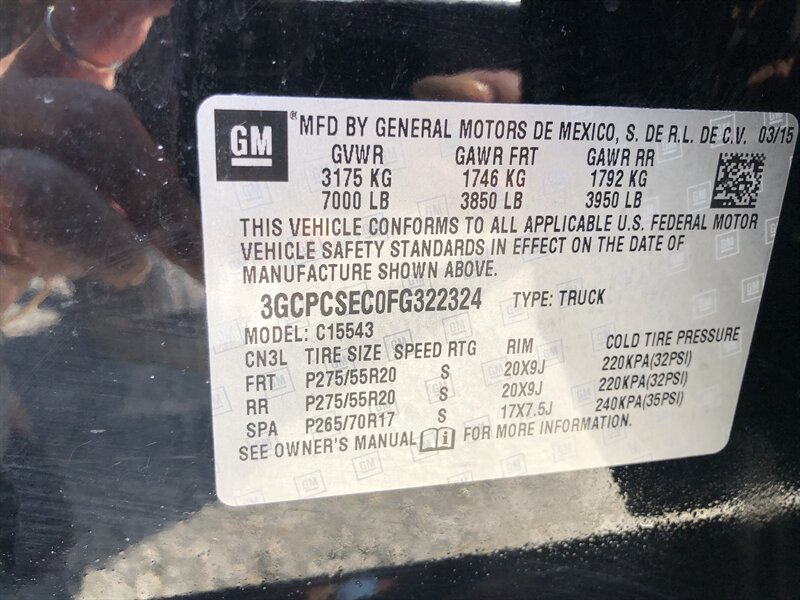 GM ® MFD BY GENERAL MOTORS DE MEXICO, S. DE R.L. DE C.V. 03/15
GVWR GAWR FRT GAWR RR
3175 KG 1746 KG 1792 KG
7000 LB 3850 LB 3950 LB
THIS VEHICLE CONFORMS TO ALL APPLICABLE U.S. FEDERAL MOTOR
VEHICLE SAFETY STANDARDS IN EFFECT ON THE DATE OF
MANUFACTURE SHOWN ABOVE.
3GCPCSEC0FG322324 TYPE: TRUCK
MODEL: C15543
CN3L TIRE SIZE SPEED RTG RIM COLD TIRE PRESSURE
FRT P275/55R20 S 20X9J 220KPA(32PSI)
RR P275/55R20 S 20X9J 220KPA(32PSI)
SPA P265/70R17 S 17X7.5J 240KPA(35PSI)
SEE OWNER'S MANUAL i FOR MORE INFORMATION.